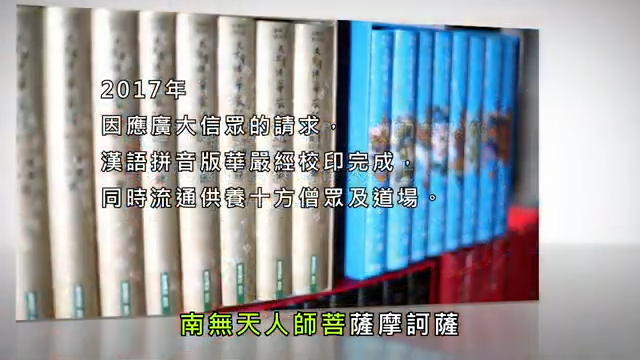 2017年
因應廣大信眾的請求，
漢語拼音版華嚴經校印完成，
同時流通供養十方僧眾及道場。
南無天人師菩薩摩訶薩